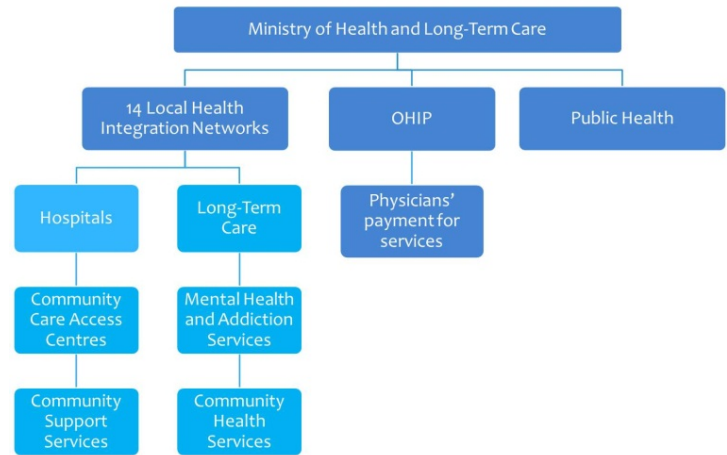 Ministry of Health and Long-Term Care
14 Local Health
Integration Networks
OHIP
Public Health
Hospitals
Long-Term
Care
Physicians’
payment for
services
Community
Care Access
Centres
Mental Health
and Addiction
Services
Community
Support
Services
Community
Health
Services